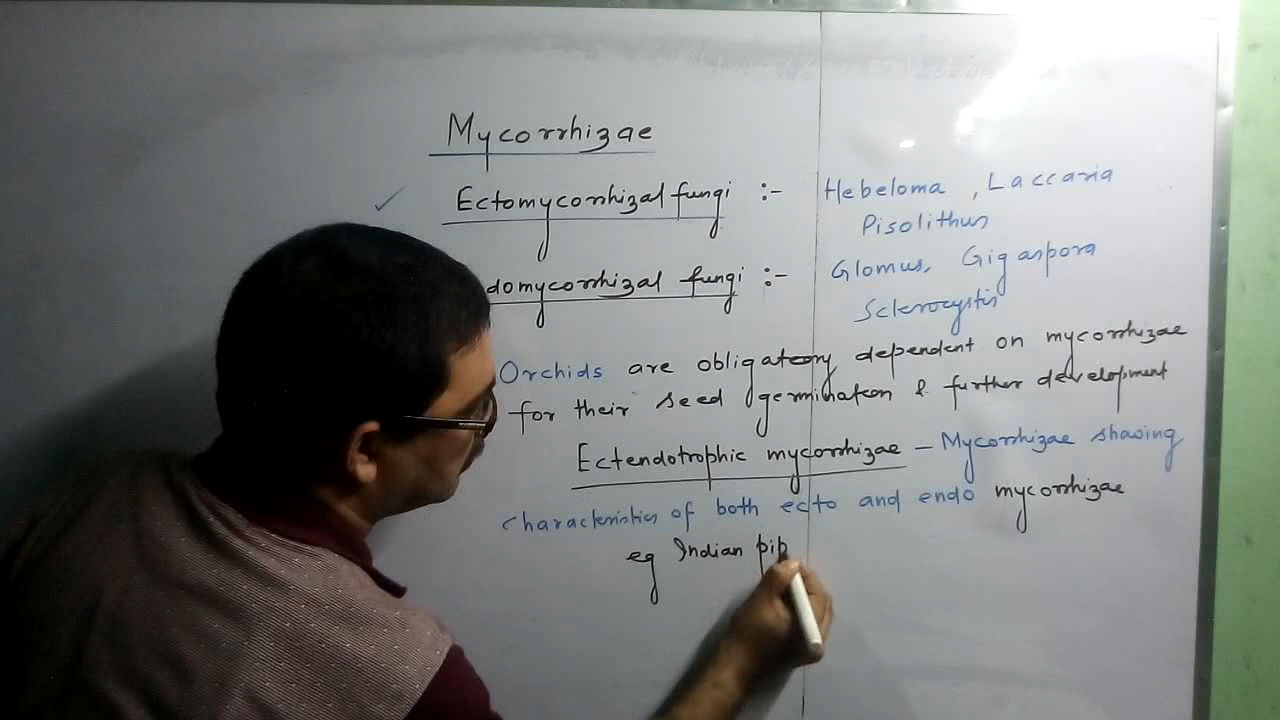 Mycorrhizae
Ectomycorrhizal fungi :- Hebeloma , Laccaria
Pisolithus
domycorrhizal fungi :- Glomus, Gigaspora
Sclerocystis
Orchids are obligatory dependent on mycorrhizae
for their seed germination & further development
Ectendotrophic mycorrhizae - Mycorrhizae showing
characteristics of both ecto and endo mycorrhizae
eg Indian pip